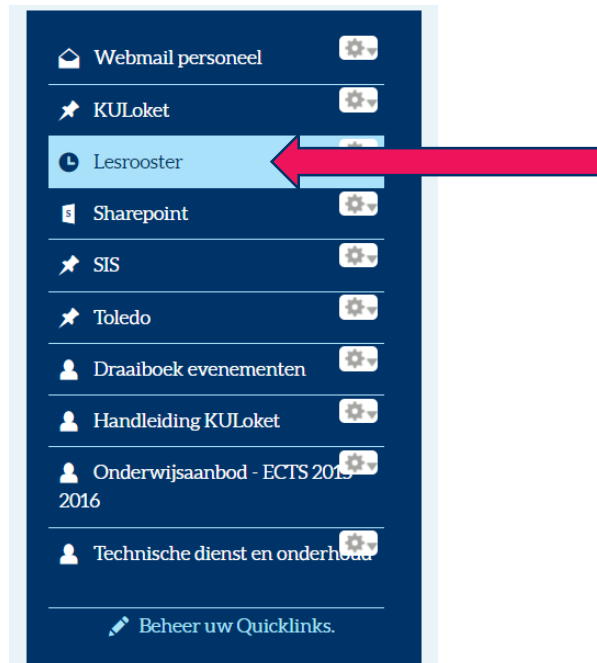 Webmail personeel
KULoket
Lesrooster
Sharepoint
SIS
Toledo
Draaiboek evenementen
Handleiding KULoket
Onderwijsaanbod - ECTS 2015-
2016
Technische dienst en onderhoud
Beheer uw Quicklinks.